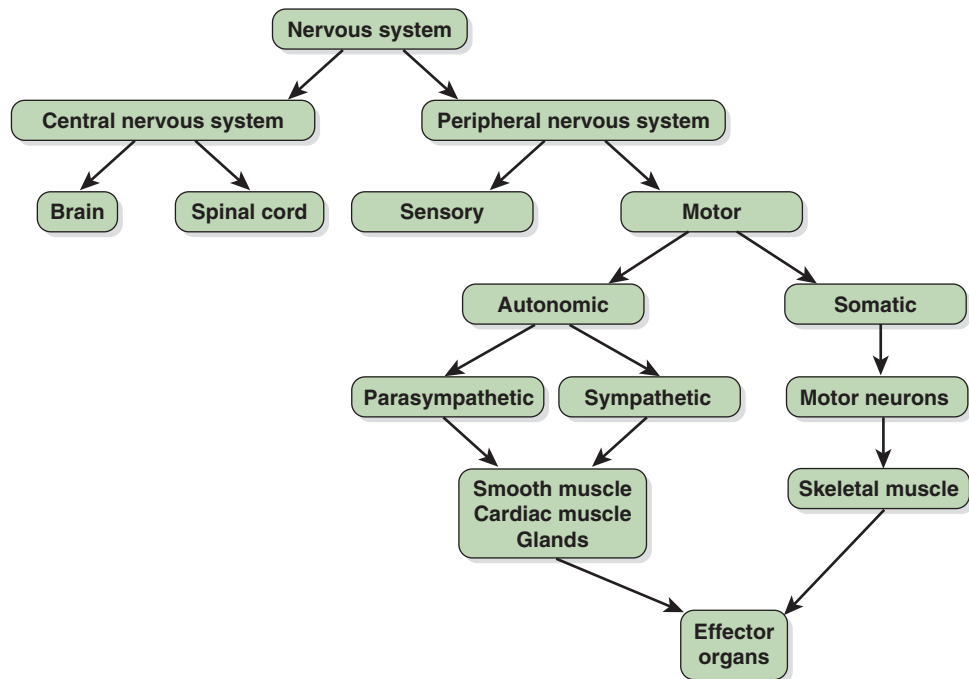 Nervous system
Central nervous system
Peripheral nervous system
Brain
Spinal cord
Sensory
Motor
Autonomic
Somatic
Parasympathetic
Sympathetic
Motor neurons
Smooth muscle
Cardiac muscle
Glands
Skeletal muscle
Effector
organs